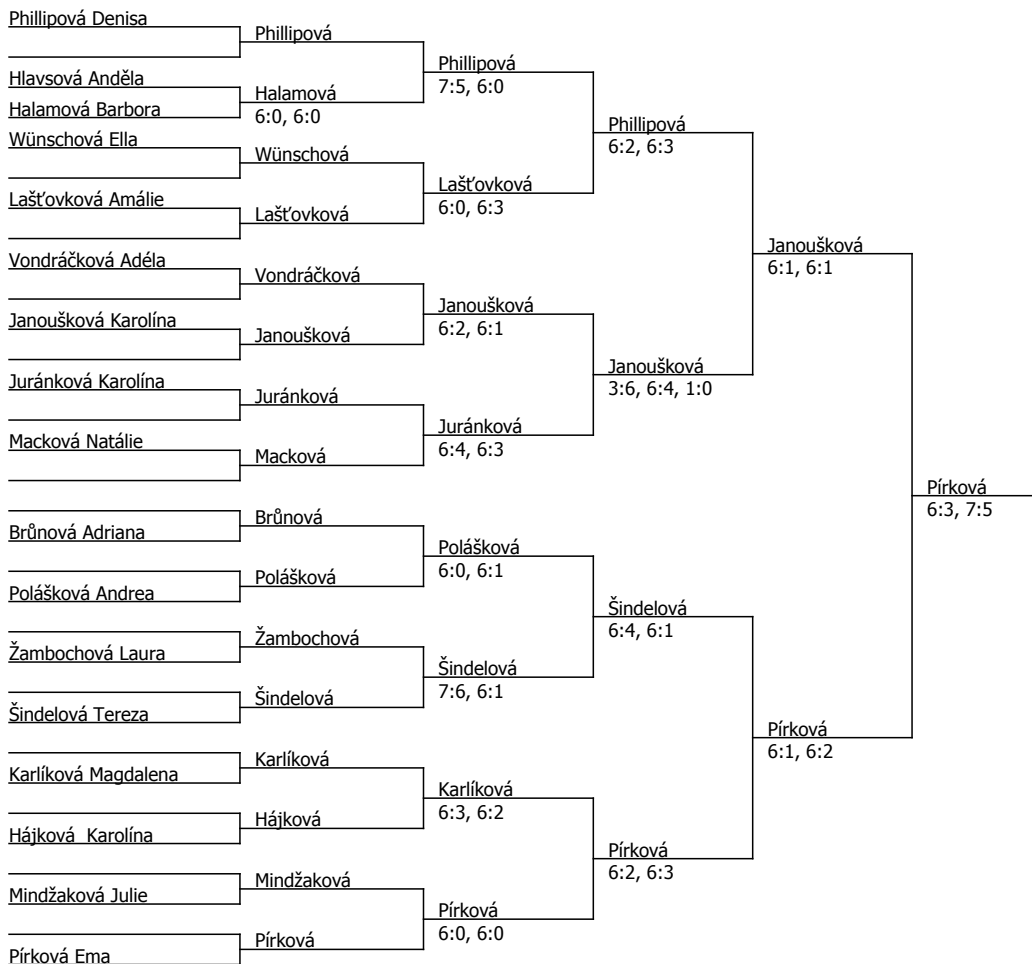 Phillipová Denisa
Phillipová
Phillipová
7:5, 6:0
Hlavsová Anděla
Halamová
6:0, 6:0
Halamová Barbora
Phillipová
6:2, 6:3
Wünschová Ella
Wünschová
Lašťovková
6:0, 6:3
Lašťovková Amálie
Lašťovková
Janoušková
6:1, 6:1
Vondráčková Adéla
Vondráčková
Janoušková
6:2, 6:1
Janoušková Karolína
Janoušková
Janoušková
3:6, 6:4, 1:0
Juránková Karolína
Juránková
Juránková
6:4, 6:3
Macková Natálie
Macková
Pírková
6:3, 7:5
Brůnová
Brůnová Adriana
Polášková
6:0, 6:1
Polášková
Polášková Andrea
Šindelová
6:4, 6:1
Žambochová
Žambochová Laura
Šindelová
7:6, 6:1
Šindelová
Šindelová Tereza
Pírková
6:1, 6:2
Karlíková
Karlíková Magdalena
Karlíková
6:3, 6:2
Hájková
Hájková  Karolína
Pírková
6:2, 6:3
Mindžaková
Mindžaková Julie
Pírková
6:0, 6:0
Pírková
Pírková Ema